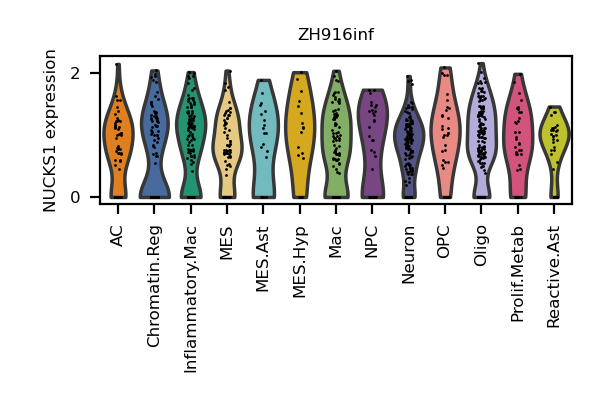 ZH916inf
NUCKS1 expression
2
0
AC
Chromatin.Reg
Inflammatory.Mac
MES
MES.Ast
MES.Hyp
Mac
NPC
Neuron
OPC
Oligo
Prolif.Metab
Reactive.Ast